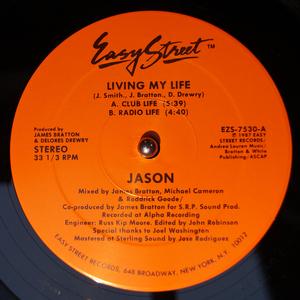 Easy Street™
LIVING MY LIFE
(J. Smith., J. Bratton., D. Drewry)
A. CLUB LIFE (5:39)
B. RADIO LIFE (4:40)
Produced by
JAMES BRATTON
& DELORES DREWRY
STEREO
33 1/3 RPM
EZS-7530-A
℗ © 1987 EASY
STREET RECORDS:
Andrea Lauren Music/
Bratton & White
Publishing: ASCAP
JASON
Mixed by James Bratton, Michael Cameron
& Roddrick Goode/
Co-produced by James Bratton for S.R.P. Sound Prod.
Recorded at Alpha Recording
Engineer: Russ Kip Moore. Edited by John Robinson
Special thanks to Joel Washington
Mastered at Sterling Sound by Jose Rodriguez
EASY STREET RECORDS, 648 BROADWAY, NEW YORK, N.Y. 10012